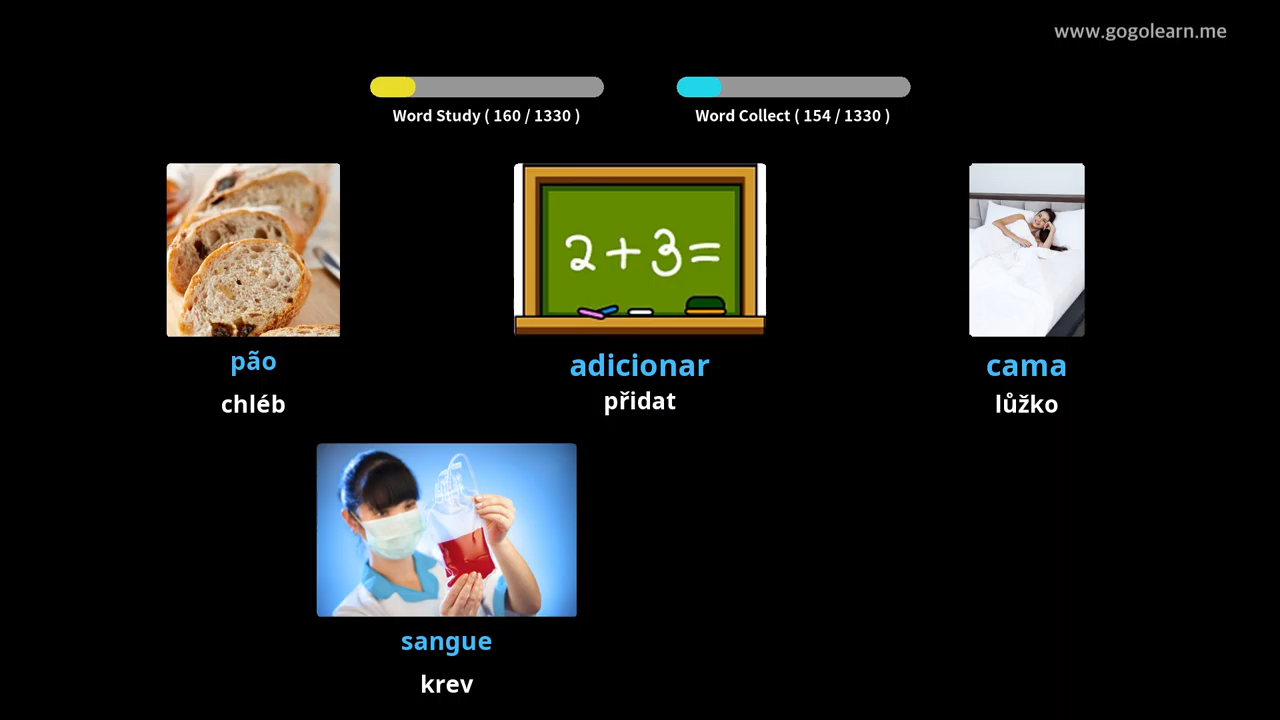 www.gogolearn.me
Word Study ( 160 / 1330 )
Word Collect ( 154 / 1330 )
2+3=
pão
chléb
adicionar
přidat
cama
lůžko
sangue
krev